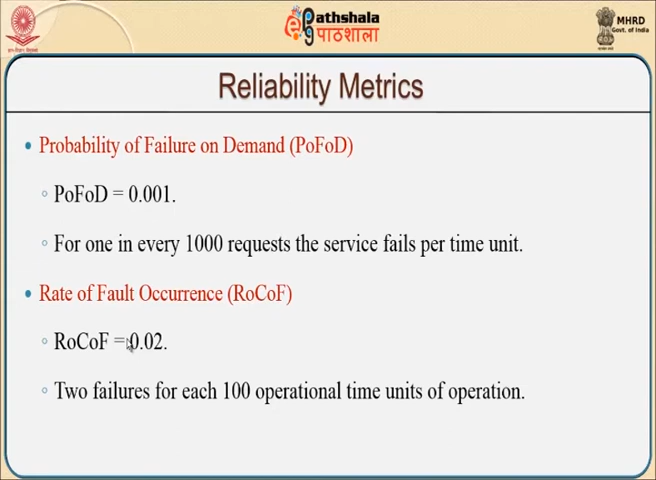 ePathshala
पाठशाला
MHRD
Govt. of India
Reliability Metrics
• Probability of Failure on Demand (PoFoD)
◦ PoFoD = 0.001.
◦ For one in every 1000 requests the service fails per time unit.
• Rate of Fault Occurrence (RoCoF)
◦ RoCoF = 0.02.
◦ Two failures for each 100 operational time units of operation.